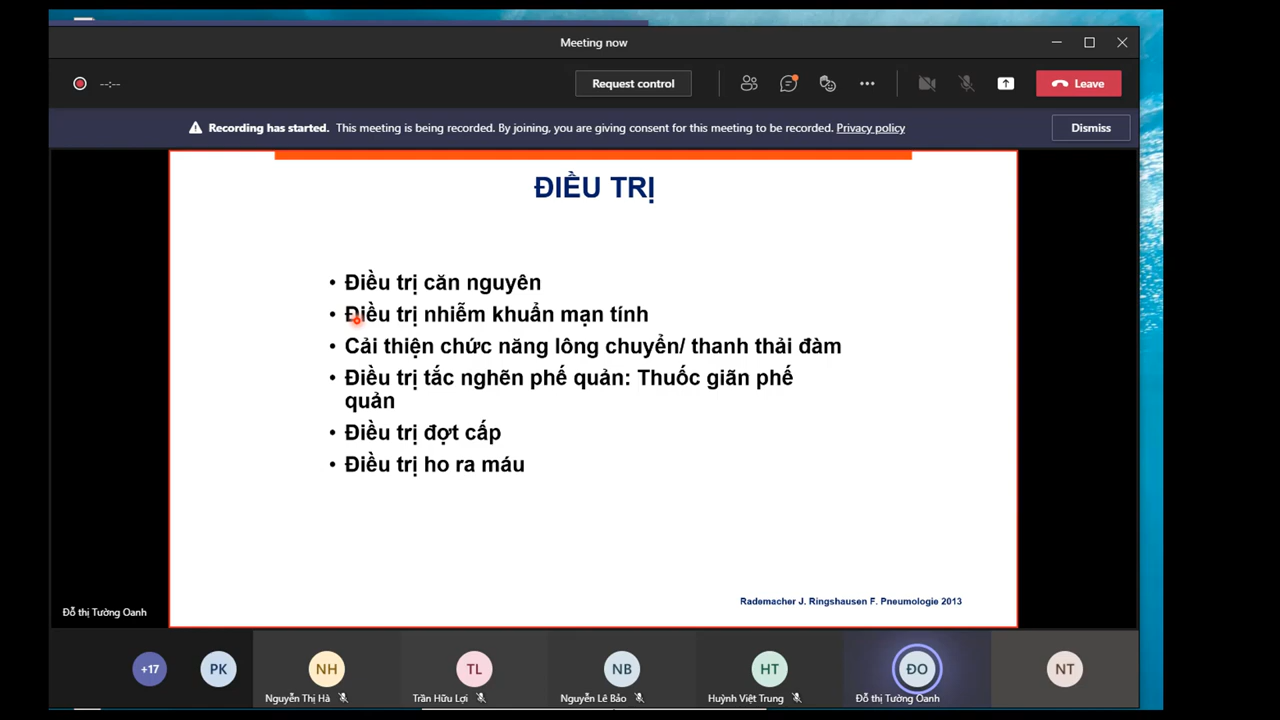 Meeting now
--:--
Request control
Leave
Recording has started. This meeting is being recorded. By joining, you are giving consent for this meeting to be recorded. Privacy policy
Dismiss
ĐIỀU TRỊ
• Điều trị căn nguyên
• Điều trị nhiễm khuẩn mạn tính
• Cải thiện chức năng lông chuyển/ thanh thải đàm
• Điều trị tắc nghẽn phế quản: Thuốc giãn phế
quản
• Điều trị đợt cấp
• Điều trị ho ra máu
Rademacher J. Ringshausen F. Pneumologie 2013
Đỗ thị Tường Oanh
+17
PK
NH
TL
NB
HT
ĐO
NT
Nguyễn Thị Hà
Trần Hữu Lợi
Nguyễn Lê Bảo
Huỳnh Việt Trung
Đỗ thị Tường Oanh